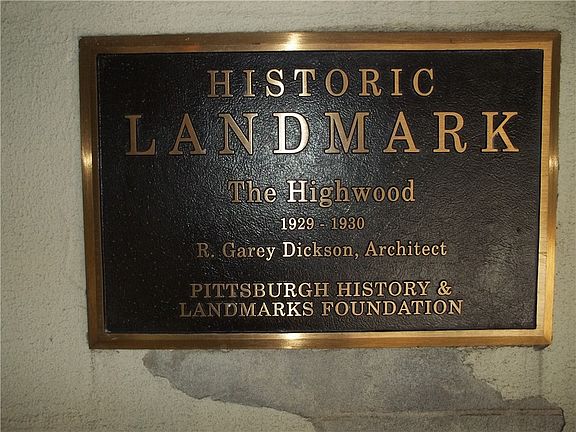 HISTORIC
LANDMARK
The Highwood
1929 - 1930
R. Garey Dickson, Architect
PITTSBURGH HISTORY &
LANDMARKS FOUNDATION